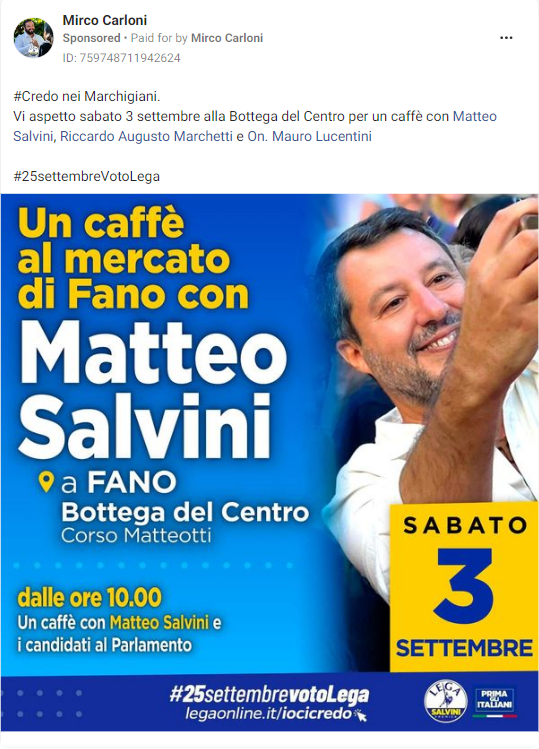 Mirco Carloni
Sponsored • Paid for by Mirco Carloni
ID: 759748711942624
#Credo nei Marchigiani.
Vi aspetto sabato 3 settembre alla Bottega del Centro per un caffè con Matteo
Salvini, Riccardo Augusto Marchetti e On. Mauro Lucentini
#25settembreVotoLega
Un caffè
al mercato
di Fano con
Matteo
Salvini
a FANO
Bottega del Centro
Corso Matteotti
SABATO
3
SETTEMBRE
dalle ore 10.00
Un caffè con Matteo Salvini e
i candidati al Parlamento
#25settembrevotoLega
legaonline.it/iocicredo
LEGA
SALVINI
PREMIER
PRIMA
GLI
ITALIANI